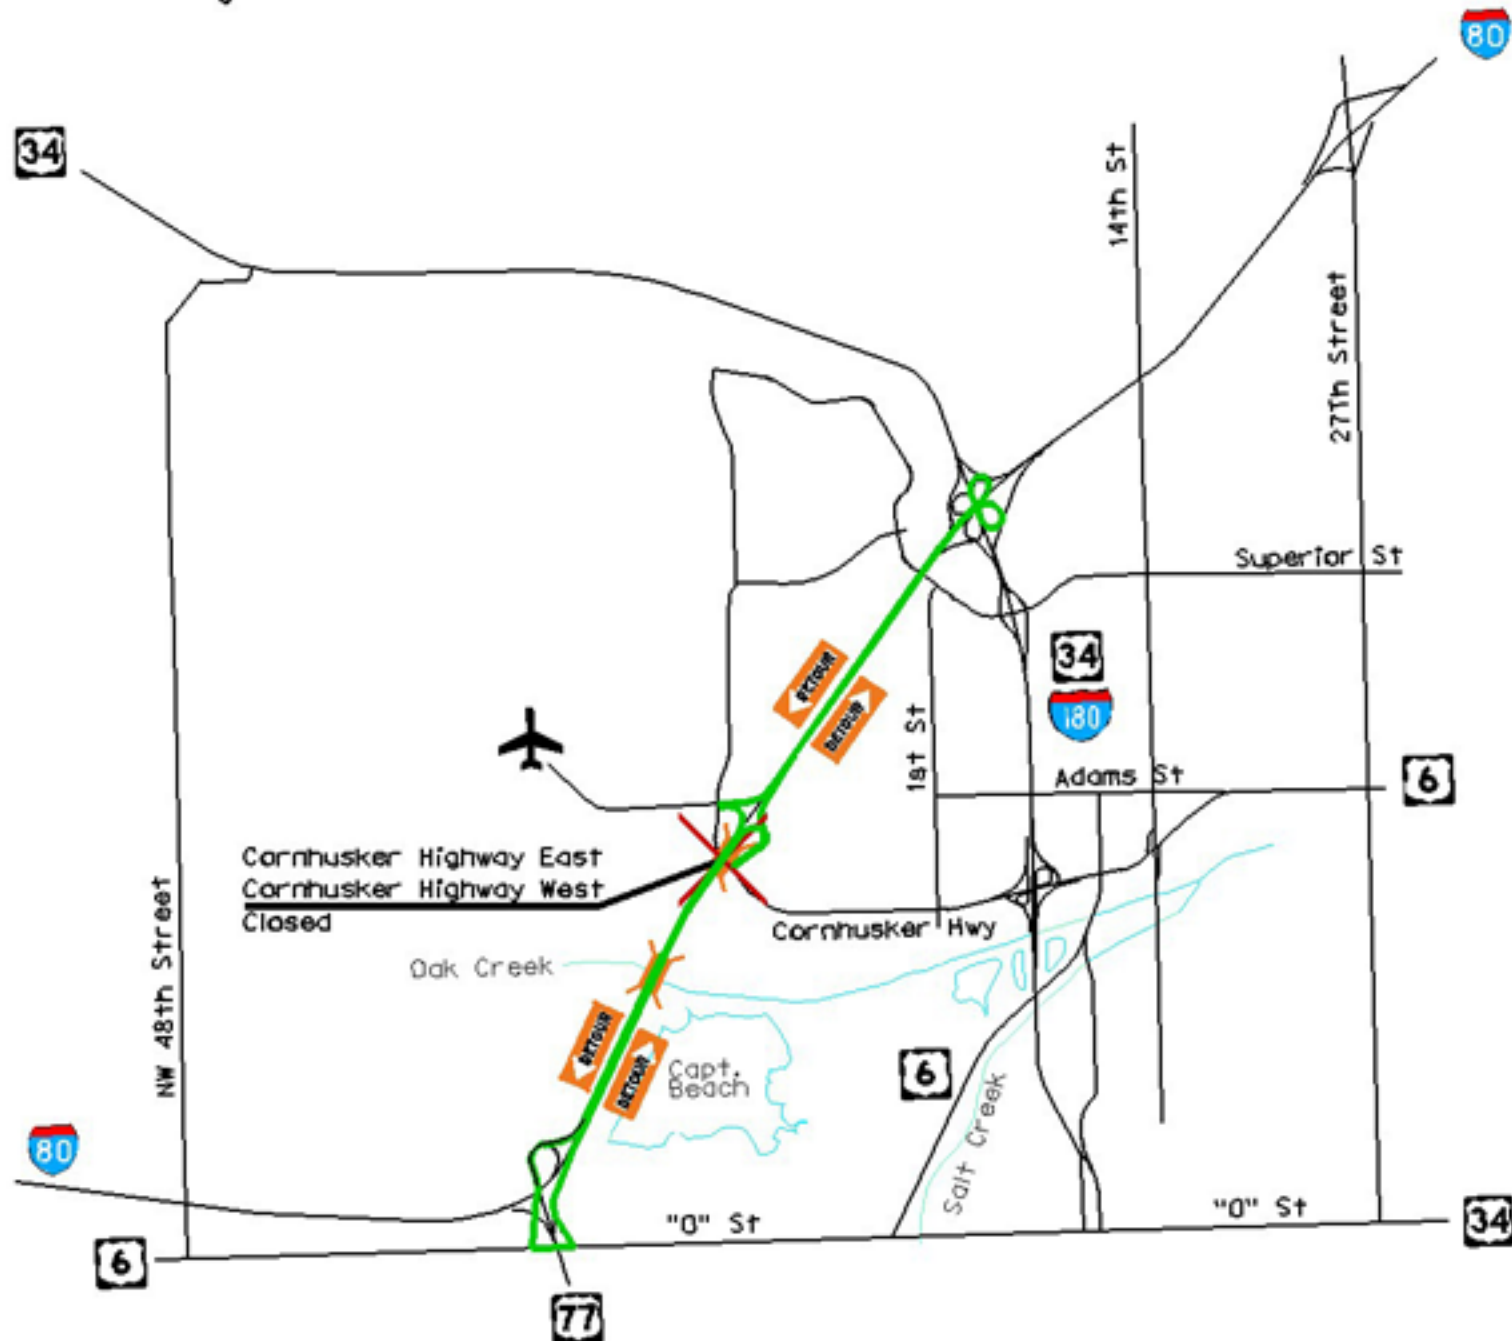 80
34
14th St
27Th Street
Superior St
DETOUR
DETOUR
34
180
1st St
Adams St
6
Cornhusker Highway East
Cornhusker Highway West
Closed
Cornhusker Hwy
NW 48th Street
Oak Creek
DETOUR
DETOUR
Capt.
Beach
6
Salt Creek
80
"O" St
"O" St
34
6
77